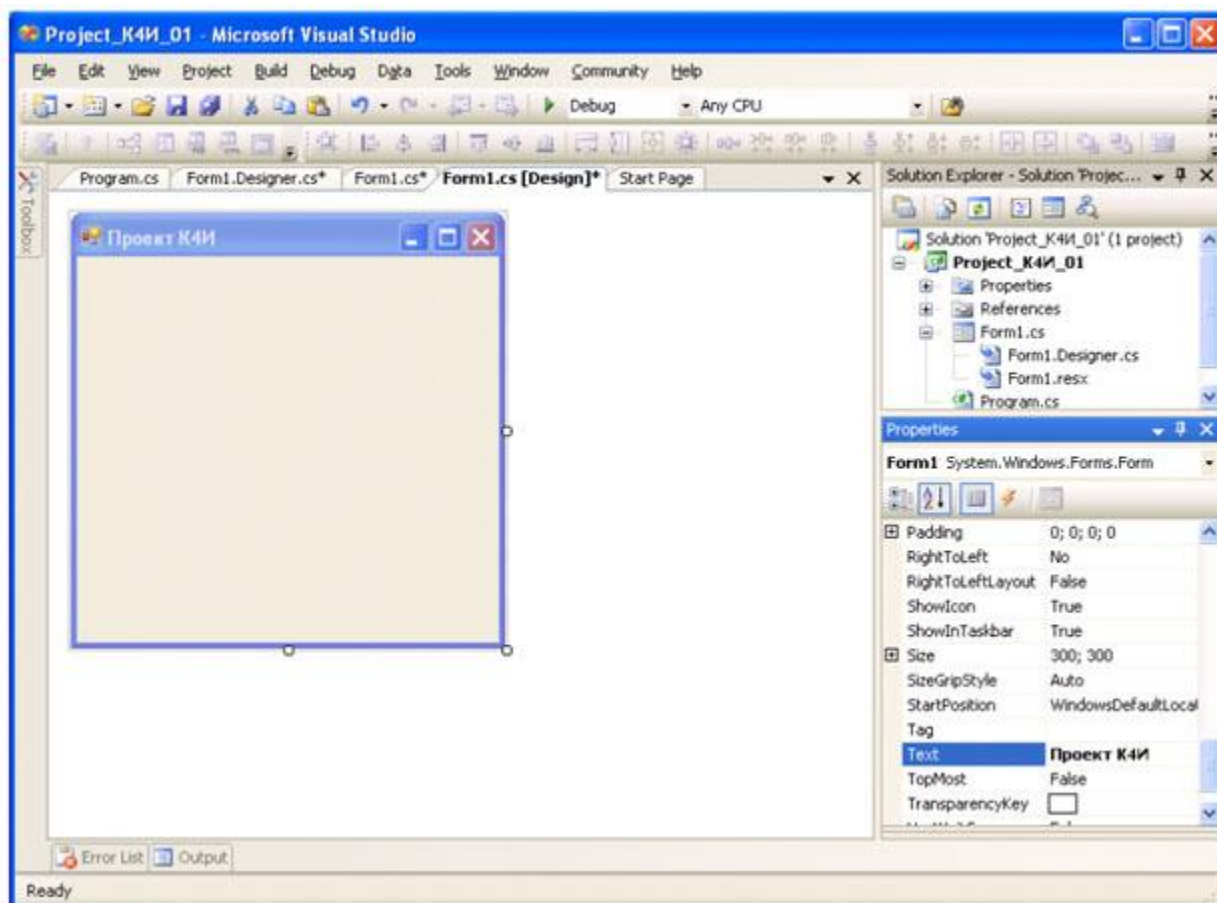 Project_К4И_01 - Microsoft Visual Studio
File Edit View Project Build Debug Data Tools Window Community Help
Debug Any CPU
Toolbox
Program.cs Form1.Designer.cs* Form1.cs* Form1.cs [Design]* Start Page
Проект К4И
Solution Explorer - Solution 'Projec...
Solution 'Project_К4И_01' (1 project)
Project_К4И_01
Properties
References
Form1.cs
Form1.Designer.cs
Form1.resx
Program.cs
Properties
Form1 System.Windows.Forms.Form
Padding 0; 0; 0; 0
RightToLeft No
RightToLeftLayout False
ShowIcon True
ShowInTaskbar True
Size 300; 300
SizeGripStyle Auto
StartPosition WindowsDefaultLocat
Tag
Text Проект К4И
TopMost False
TransparencyKey
Error List Output
Ready